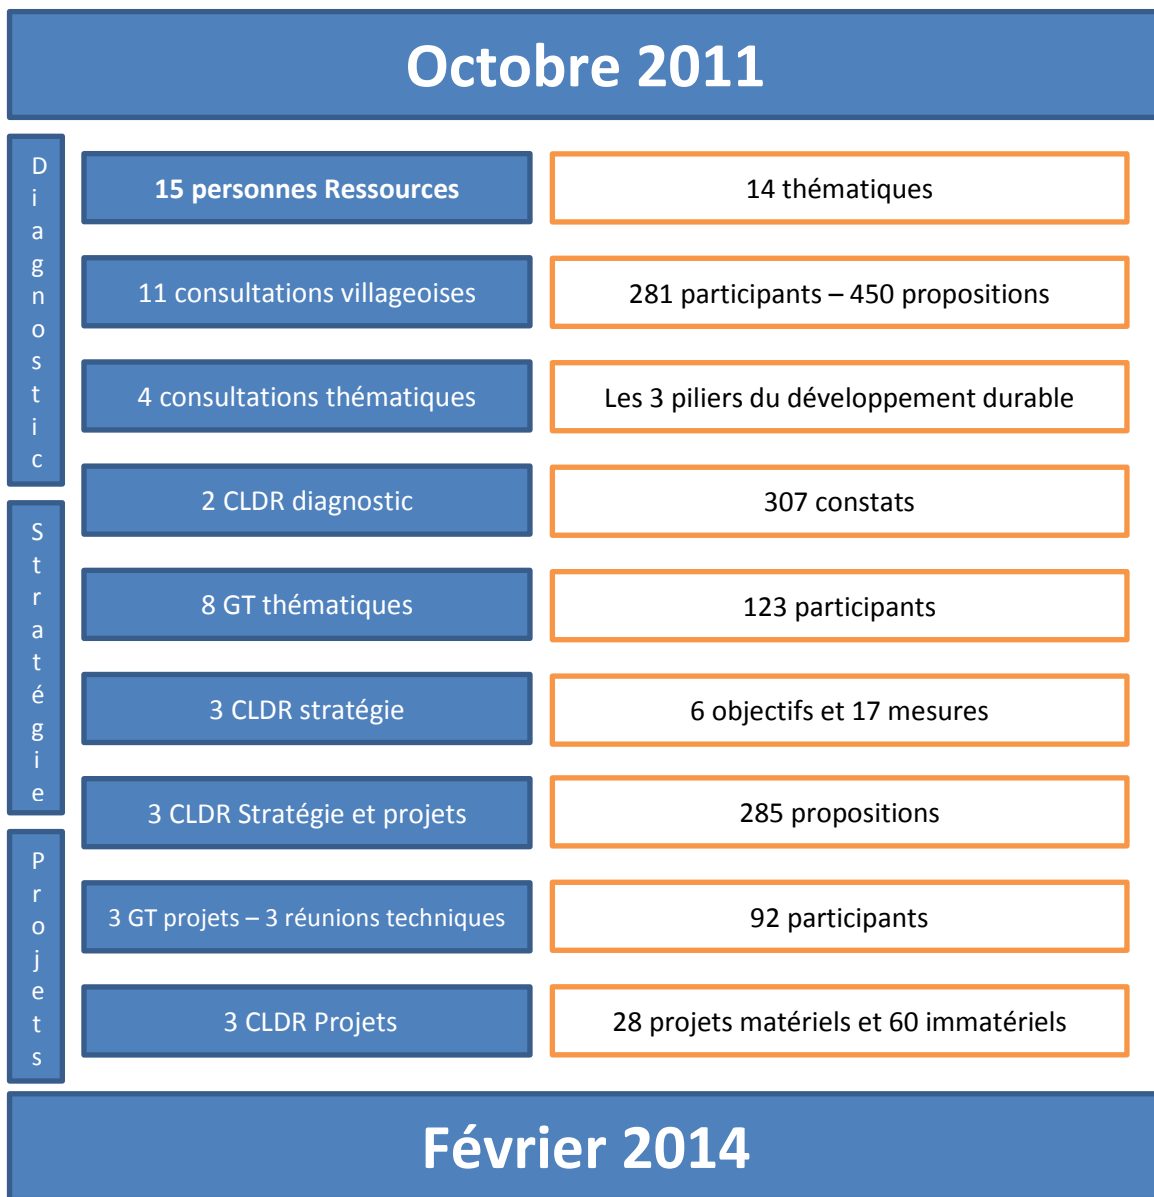 Octobre 2011
Diagnostic
15 personnes Ressources
14 thématiques
11 consultations villageoises
281 participants – 450 propositions
4 consultations thématiques
Les 3 piliers du développement durable
2 CLDR diagnostic
307 constats
Stratégie
8 GT thématiques
123 participants
3 CLDR stratégie
6 objectifs et 17 mesures
3 CLDR Stratégie et projets
285 propositions
Projets
3 GT projets – 3 réunions techniques
92 participants
3 CLDR Projets
28 projets matériels et 60 immatériels
Février 2014